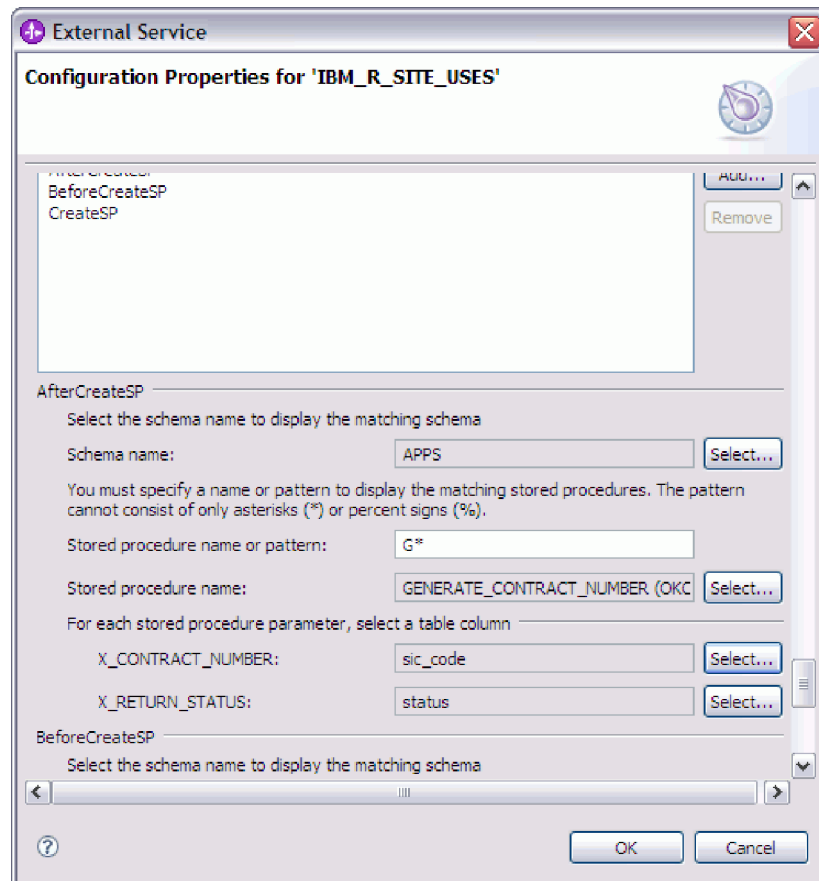 External Service
Configuration Properties for 'IBM_R_SITE_USES'
AfterCreateSP
Add...
BeforeCreateSP
CreateSP
Remove
AfterCreateSP
Select the schema name to display the matching schema
Schema name:
APPS
Select...
You must specify a name or pattern to display the matching stored procedures. The pattern
cannot consist of only asterisks (*) or percent signs (%).
Stored procedure name or pattern:
G*
Stored procedure name:
GENERATE_CONTRACT_NUMBER (OKC
Select...
For each stored procedure parameter, select a table column
X_CONTRACT_NUMBER:
sic_code
Select...
X_RETURN_STATUS:
status
Select...
BeforeCreateSP
Select the schema name to display the matching schema
OK
Cancel